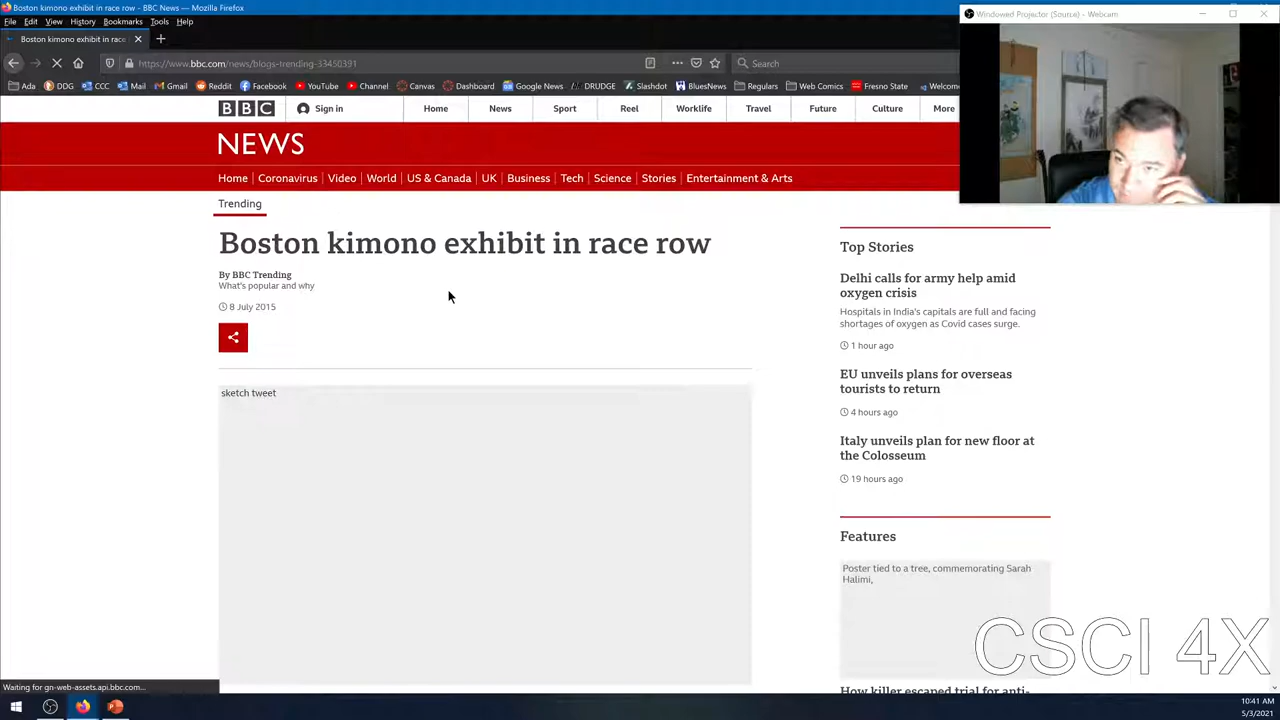 Boston kimono exhibit in race row - BBC News - Mozilla Firefox
File Edit View History Bookmarks Tools Help
Windowed Projector (Source) - Webcam
Boston kimono exhibit in race
https://www.bbc.com/news/blogs-trending-33450391
Search
Ada DDG CCC Mail Gmail Reddit Facebook YouTube Channel Canvas Dashboard Google News DRUDGE Slashdot BluesNews Regulars Web Comics Fresno State Welcome
BBC Sign in Home News Sport Reel Worklife Travel Future Culture More
NEWS
Home Coronavirus Video World US & Canada UK Business Tech Science Stories Entertainment & Arts
Trending
Boston kimono exhibit in race row
By BBC Trending
What's popular and why
8 July 2015
sketch tweet
Top Stories
Delhi calls for army help amid
oxygen crisis
Hospitals in India's capitals are full and facing
shortages of oxygen as Covid cases surge.
1 hour ago
EU unveils plans for overseas
tourists to return
4 hours ago
Italy unveils plan for new floor at
the Colosseum
19 hours ago
Features
Poster tied to a tree, commemorating Sarah
Halimi,
How killer escaped trial for anti-
CSCI 4X
Waiting for gn-web-assets.api.bbc.com...
10:41 AM
5/3/2021